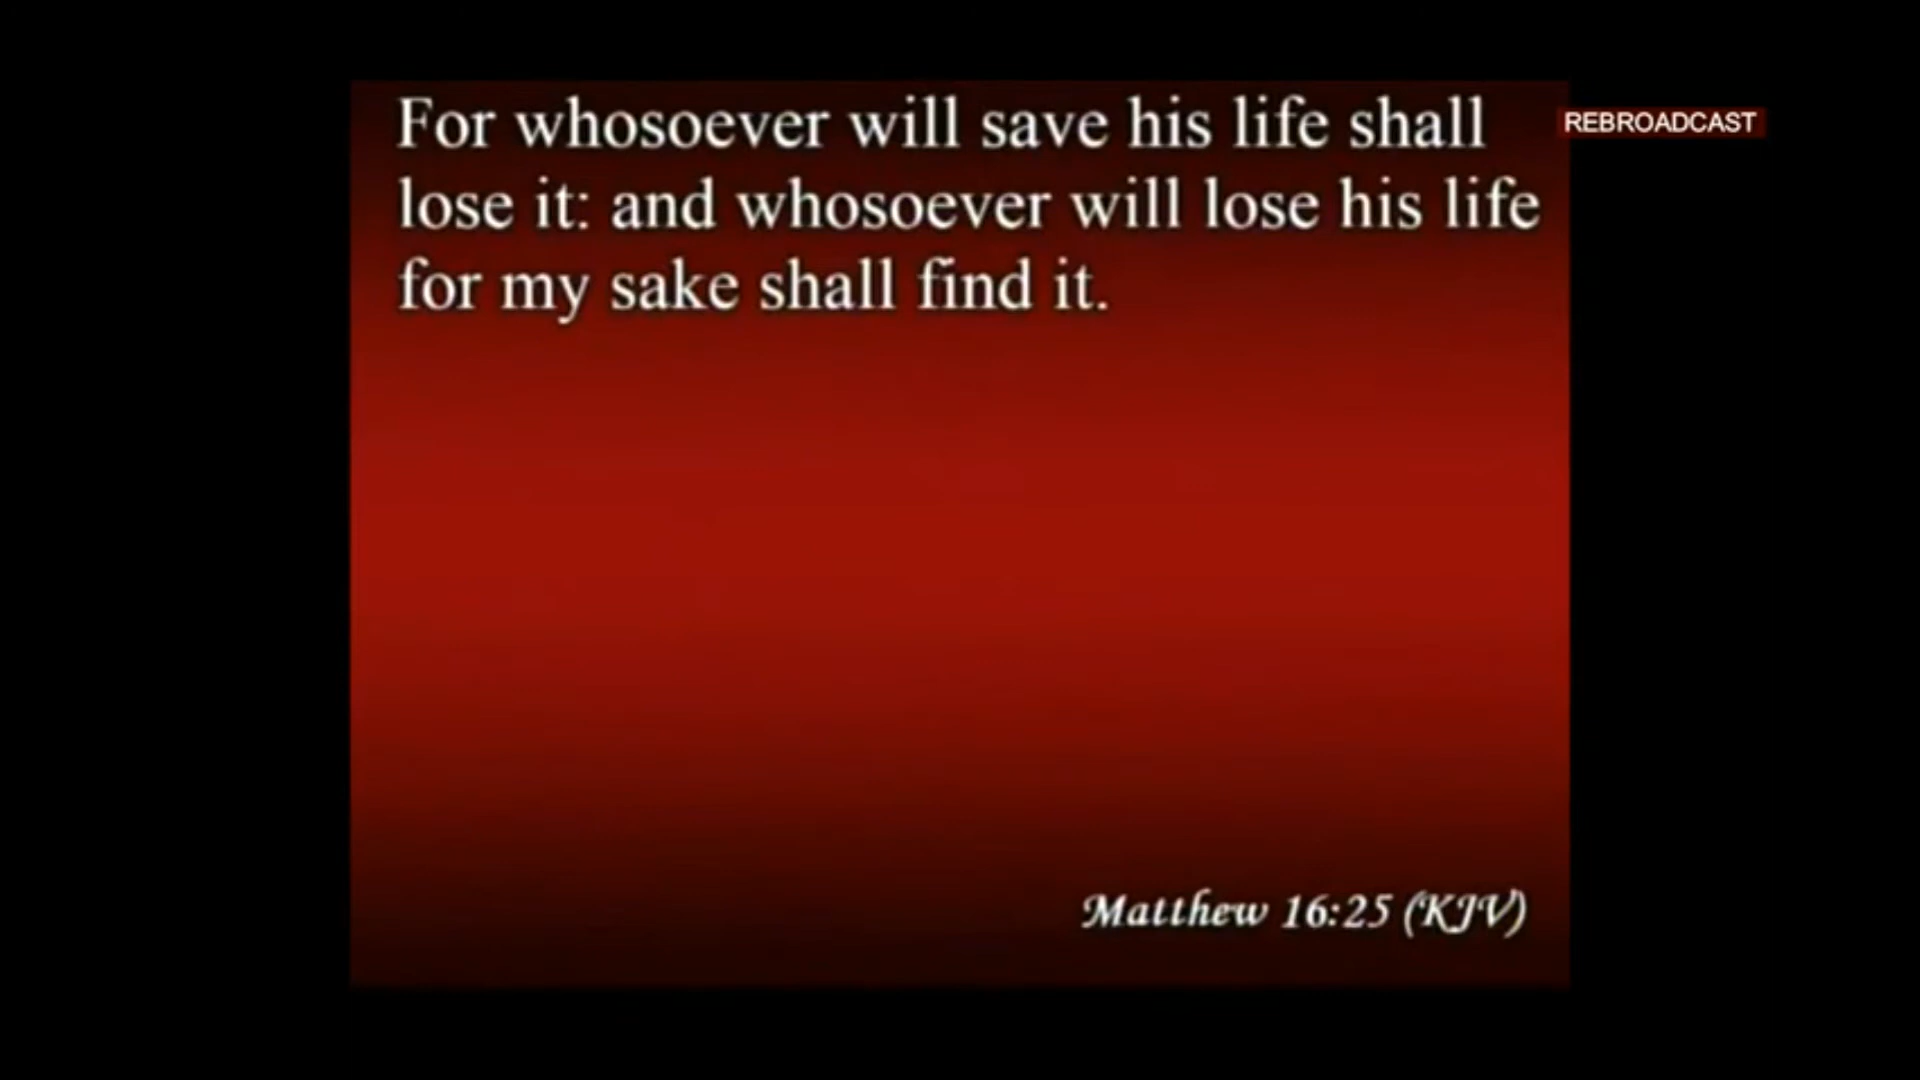 For whosoever will save his life shall
lose it: and whosoever will lose his life
for my sake shall find it.
REBROADCAST
Matthew 16:25 (KJV)